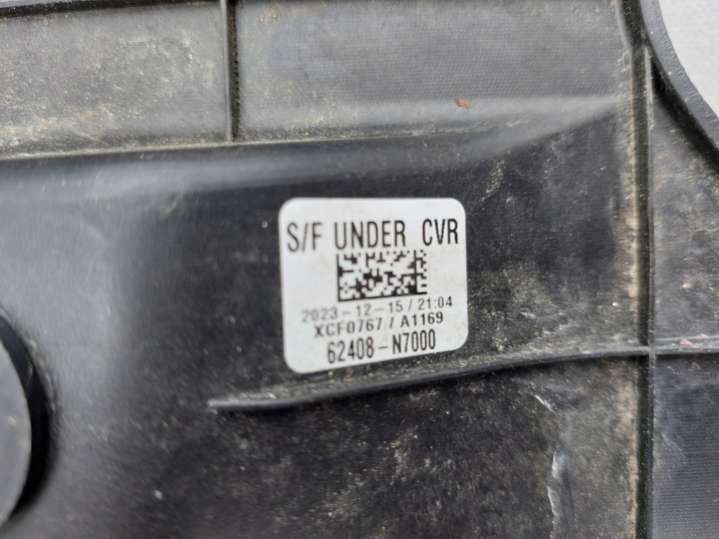 S/F UNDER CVR
2023-12-15/21:04
XCF0767/A1169
62408-N7000